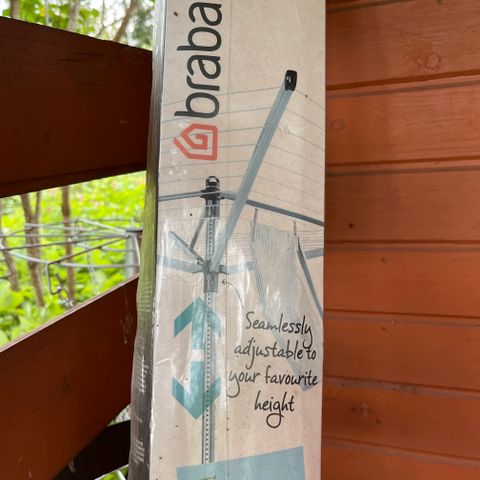 braba
Seamlessly
adjustable to
your favourite
height